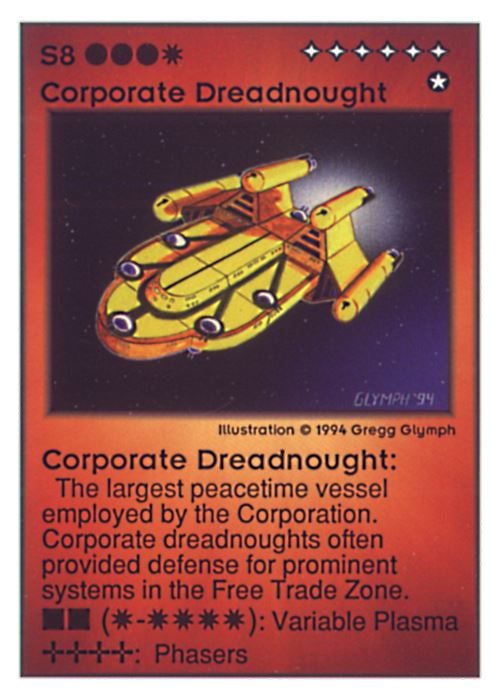 S8
Corporate Dreadnought
GLYMPH '94
Illustration © 1994 Gregg Glymph
Corporate Dreadnought:
The largest peacetime vessel
employed by the Corporation.
Corporate dreadnoughts often
provided defense for prominent
systems in the Free Trade Zone.
■■ (✷-✷✷✷✷): Variable Plasma
✢✢✢✢: Phasers